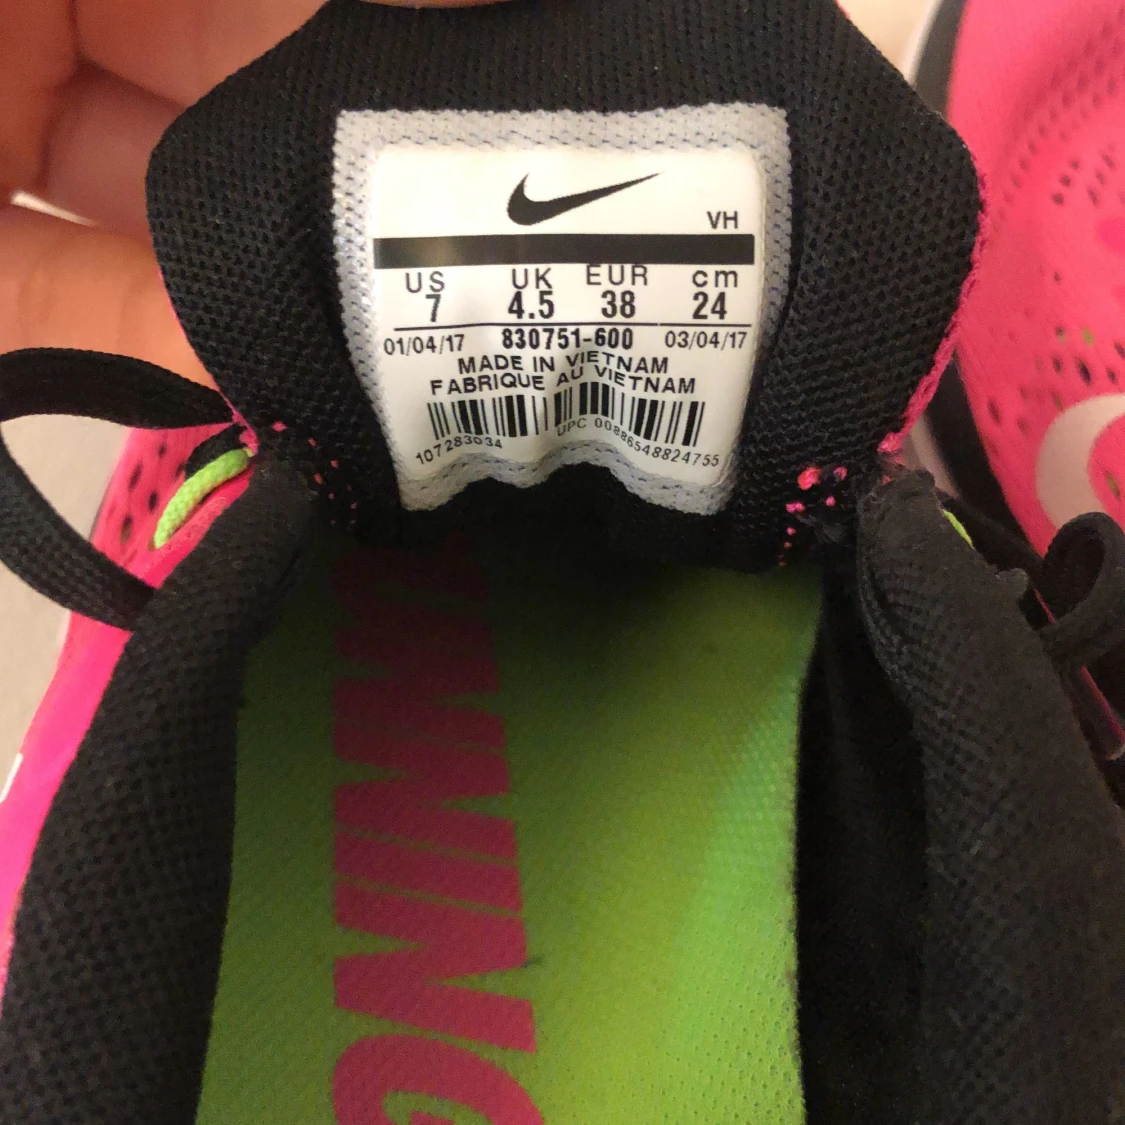 VH
US UK EUR cm
7 4.5 38 24
01/04/17 830751-600 03/04/17
MADE IN VIETNAM
FABRIQUE AU VIETNAM
107283034 UPC 00886548824755